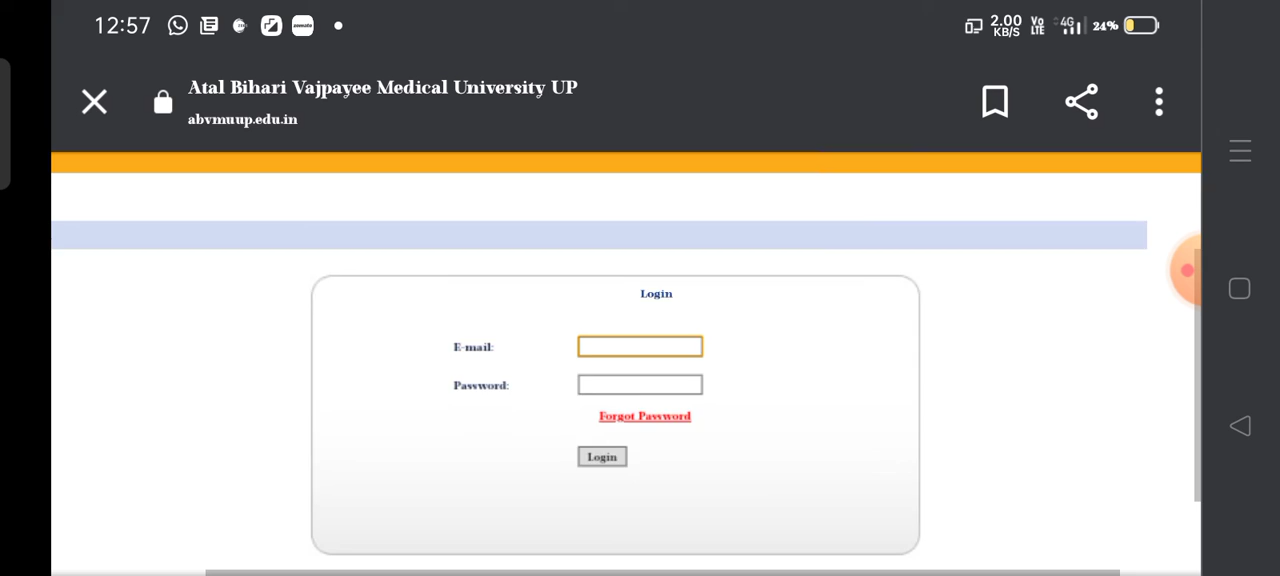 12:57
2.00 KB/S Vo LTE 4G 24%
Atal Bihari Vajpayee Medical University UP
abvmuup.edu.in
Login
E-mail:
Password:
Forgot Password
Login